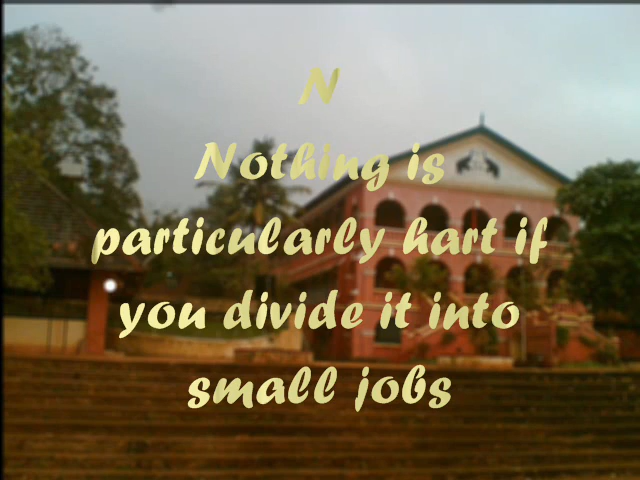 N
Nothing is
particularly hart if
you divide it into
small jobs